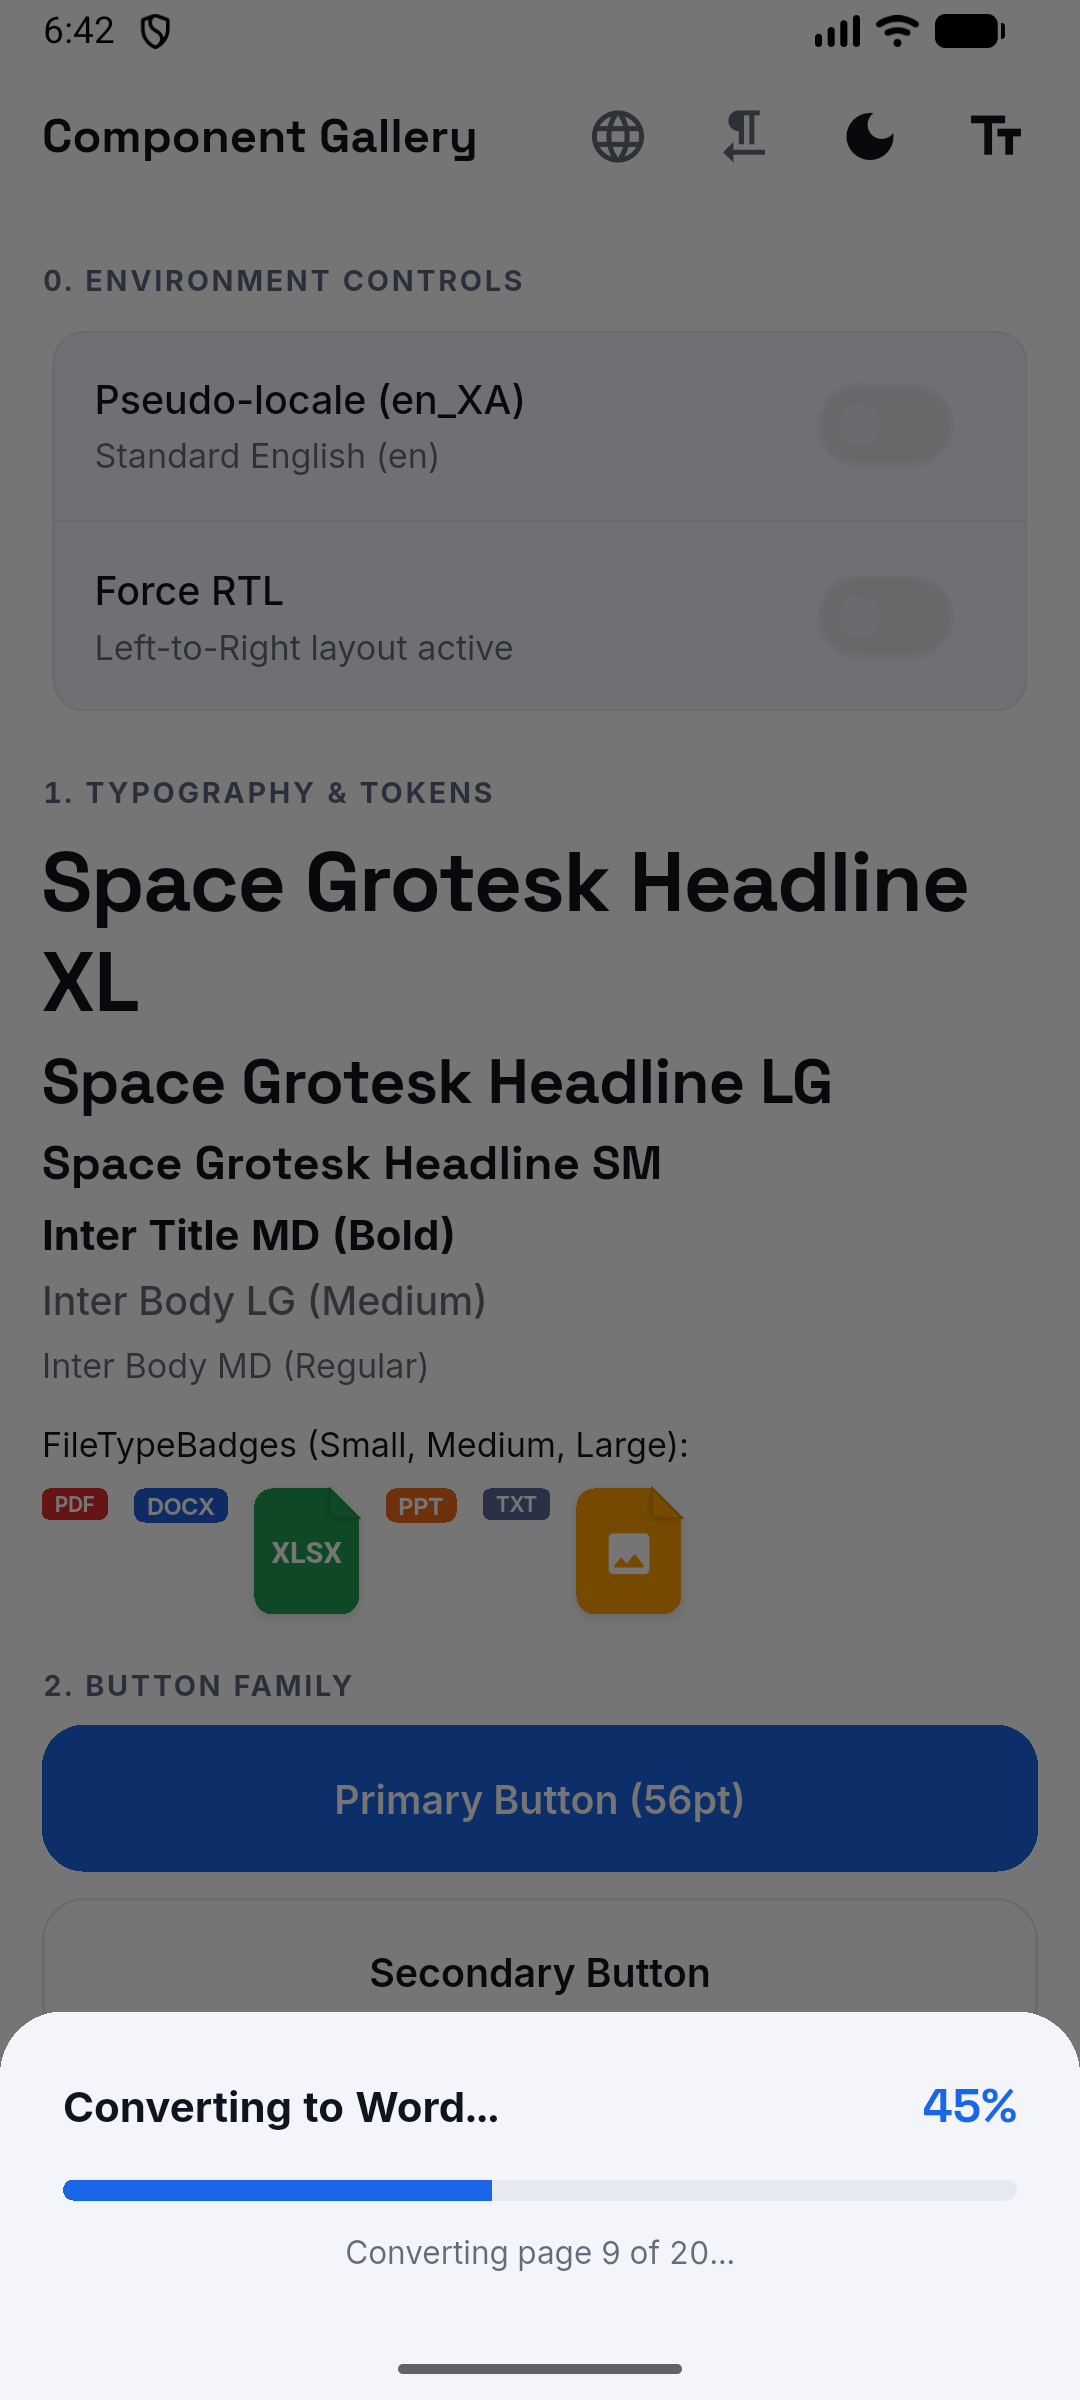 6:42
Component Gallery
0. ENVIRONMENT CONTROLS
Pseudo-locale (en_XA)
Standard English (en)
Force RTL
Left-to-Right layout active
1. TYPOGRAPHY & TOKENS
Space Grotesk Headline
XL
Space Grotesk Headline LG
Space Grotesk Headline SM
Inter Title MD (Bold)
Inter Body LG (Medium)
Inter Body MD (Regular)
FileTypeBadges (Small, Medium, Large):
PDF DOCX XLSX PPT TXT
2. BUTTON FAMILY
Primary Button (56pt)
Secondary Button
Converting to Word... 45%
Converting page 9 of 20...